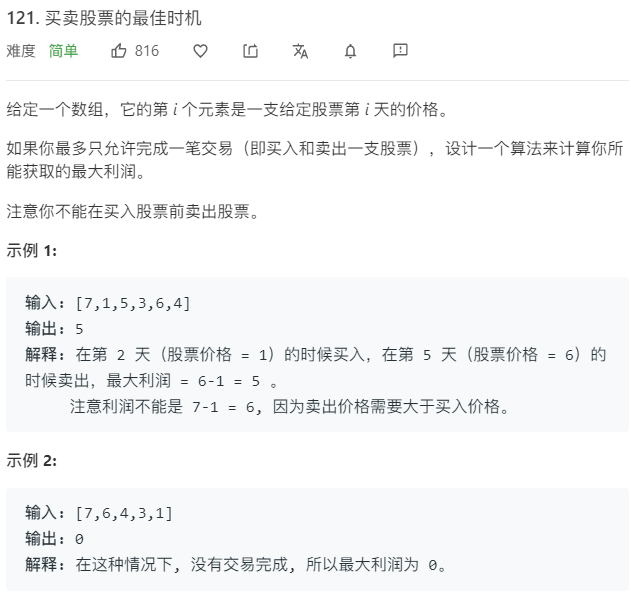 121. 买卖股票的最佳时机
难度 简单 816
给定一个数组，它的第 i 个元素是一支给定股票第 i 天的价格。
如果你最多只允许完成一笔交易（即买入和卖出一支股票），设计一个算法来计算你所
能获取的最大利润。
注意你不能在买入股票前卖出股票。
示例 1:
输入: [7,1,5,3,6,4]
输出: 5
解释: 在第 2 天（股票价格 = 1）的时候买入，在第 5 天（股票价格 = 6）的
时候卖出，最大利润 = 6-1 = 5 。
注意利润不能是 7-1 = 6, 因为卖出价格需要大于买入价格。
示例 2:
输入: [7,6,4,3,1]
输出: 0
解释: 在这种情况下, 没有交易完成, 所以最大利润为 0。